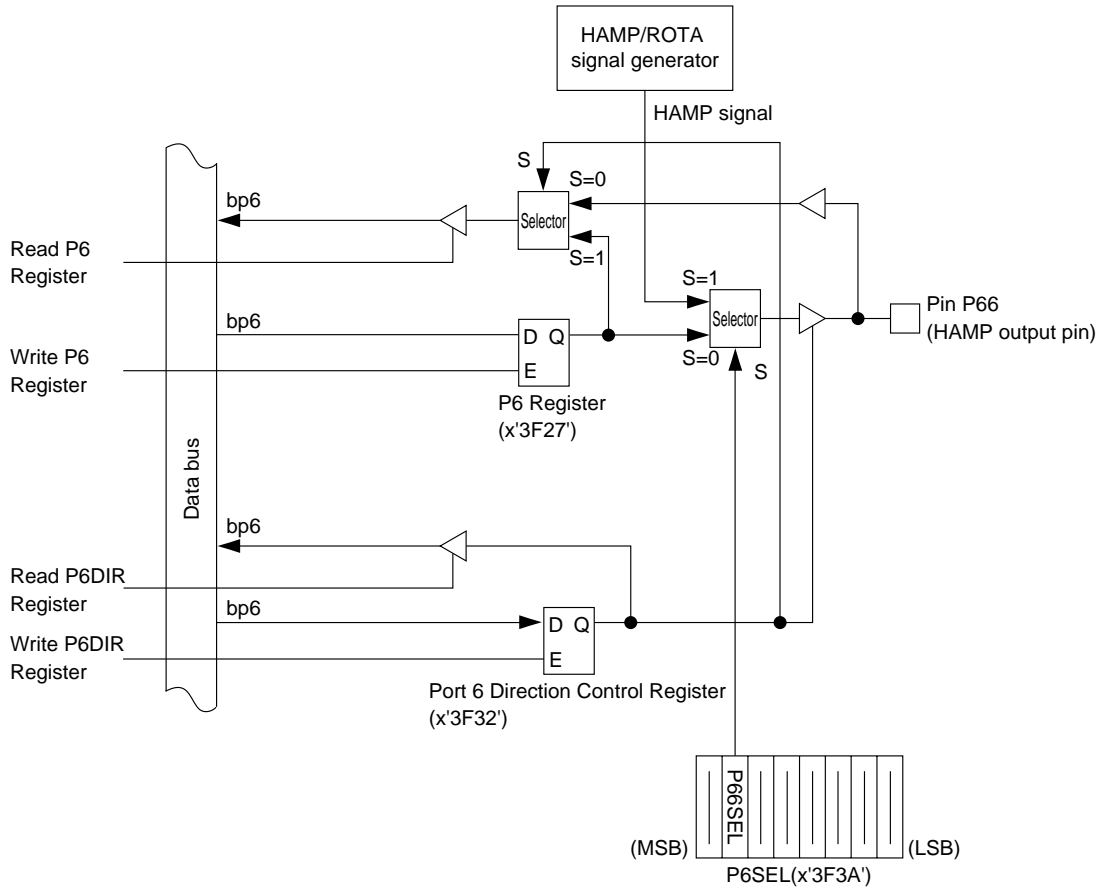 HAMP/ROTA
signal generator
HAMP signal
S
S=0
bp6
Selector
Read P6
Register
S=1
S=1
Pin P66
(HAMP output pin)
bp6
D Q
Selector
Write P6
Register
E
S=0
S
P6 Register
(x'3F27')
Data bus
bp6
Read P6DIR
Register
bp6
D Q
Write P6DIR
Register
E
Port 6 Direction Control Register
(x'3F32')
P66SEL
(MSB)
(LSB)
P6SEL(x'3F3A')